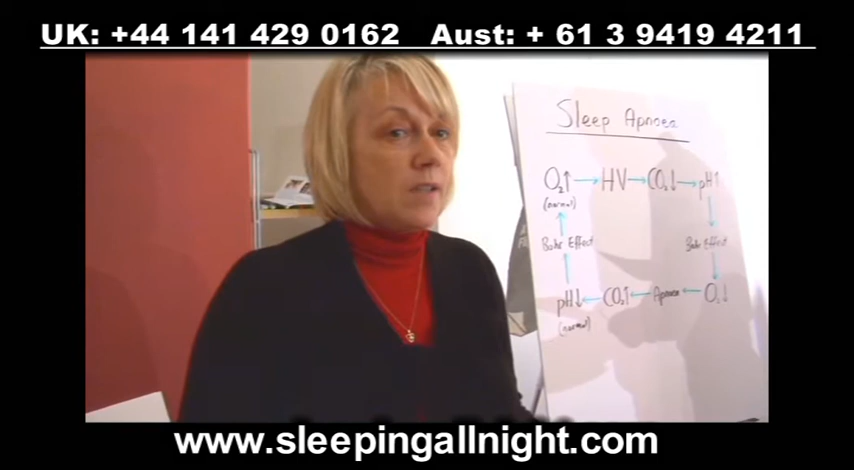 UK: +44 141 429 0162 Aust: + 61 3 9419 4211
Sleep Apnoea
O₂↑ → HV → CO₂↓ → pH↑
(normal)
Bohr Effect Bohr Effect
pH↓ ← CO₂↑ ← Apnoea ← O₂↓
(normal)
www.sleepingallnight.com